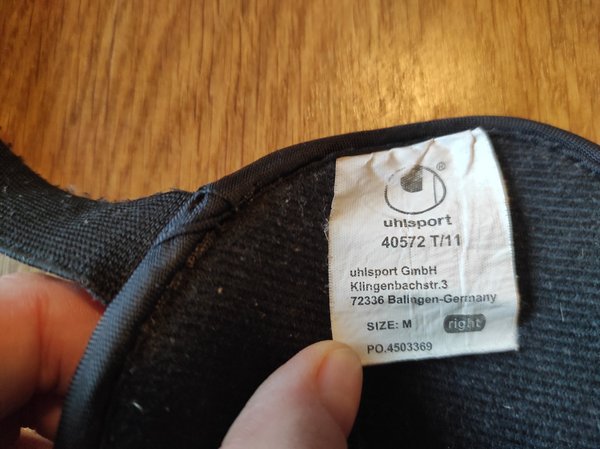 ®
uhlsport
40572 T/11
uhlsport GmbH
Klingenbachstr.3
72336 Balingen-Germany
SIZE: M right
PO.4503369